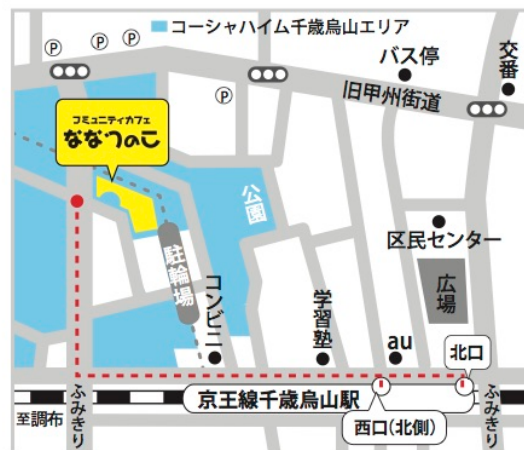 コーシャハイム千歳烏山エリア
P
P
P
P
バス停
交番
旧甲州街道
コミュニティカフェ
ななつのこ
公園
区民センター
駐輪場
広場
コンビニ
学習塾
au
北口
京王線千歳烏山駅
西口(北側)
至調布
ふみきり
ふみきり